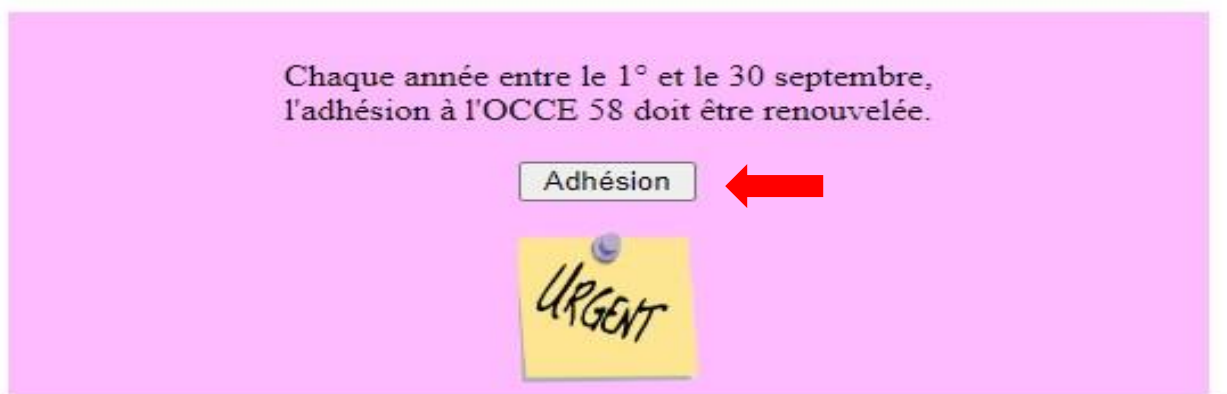 Chaque année entre le 1° et le 30 septembre,
l'adhésion à l'OCCE 58 doit être renouvelée.
Adhésion
URGENT